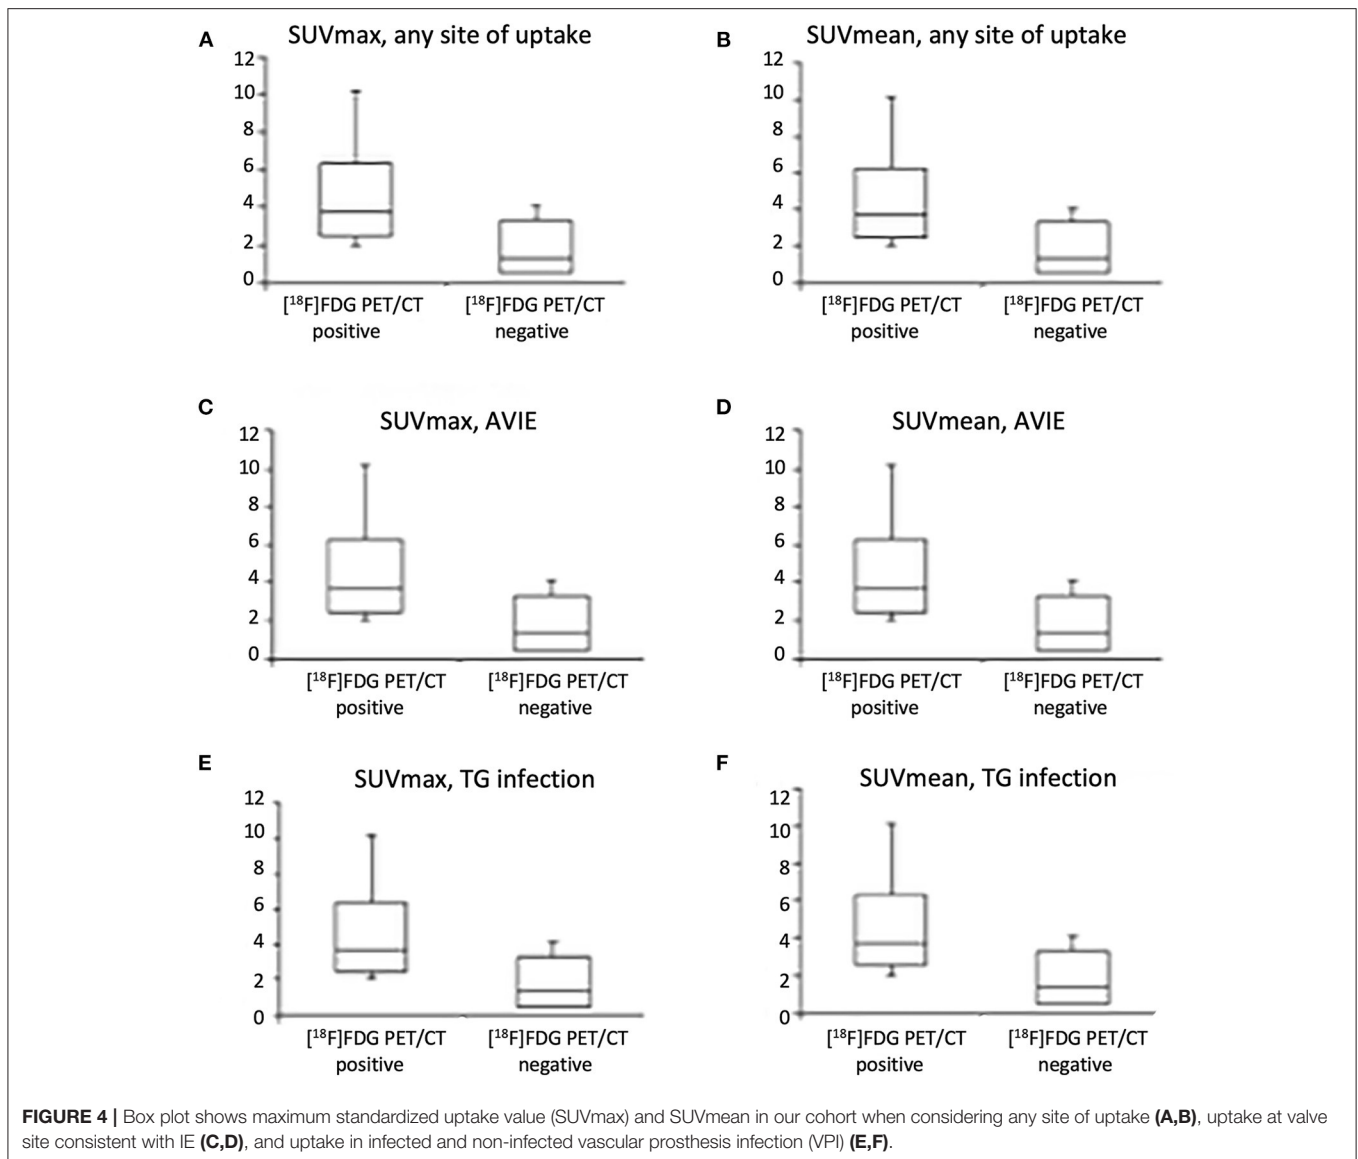 A SUVmax, any site of uptake
12
10
8
6
4
2
0
[18F]FDG PET/CT positive
[18F]FDG PET/CT negative
B SUVmean, any site of uptake
12
10
8
6
4
2
0
[18F]FDG PET/CT positive
[18F]FDG PET/CT negative
C SUVmax, AVIE
12
10
8
6
4
2
0
[18F]FDG PET/CT positive
[18F]FDG PET/CT negative
D SUVmean, AVIE
12
10
8
6
4
2
0
[18F]FDG PET/CT positive
[18F]FDG PET/CT negative
E SUVmax, TG infection
12
10
8
6
4
2
0
[18F]FDG PET/CT positive
[18F]FDG PET/CT negative
F SUVmean, TG infection
12
10
8
6
4
2
0
[18F]FDG PET/CT positive
[18F]FDG PET/CT negative
FIGURE 4 | Box plot shows maximum standardized uptake value (SUVmax) and SUVmean in our cohort when considering any site of uptake (A,B), uptake at valve
site consistent with IE (C,D), and uptake in infected and non-infected vascular prosthesis infection (VPI) (E,F).